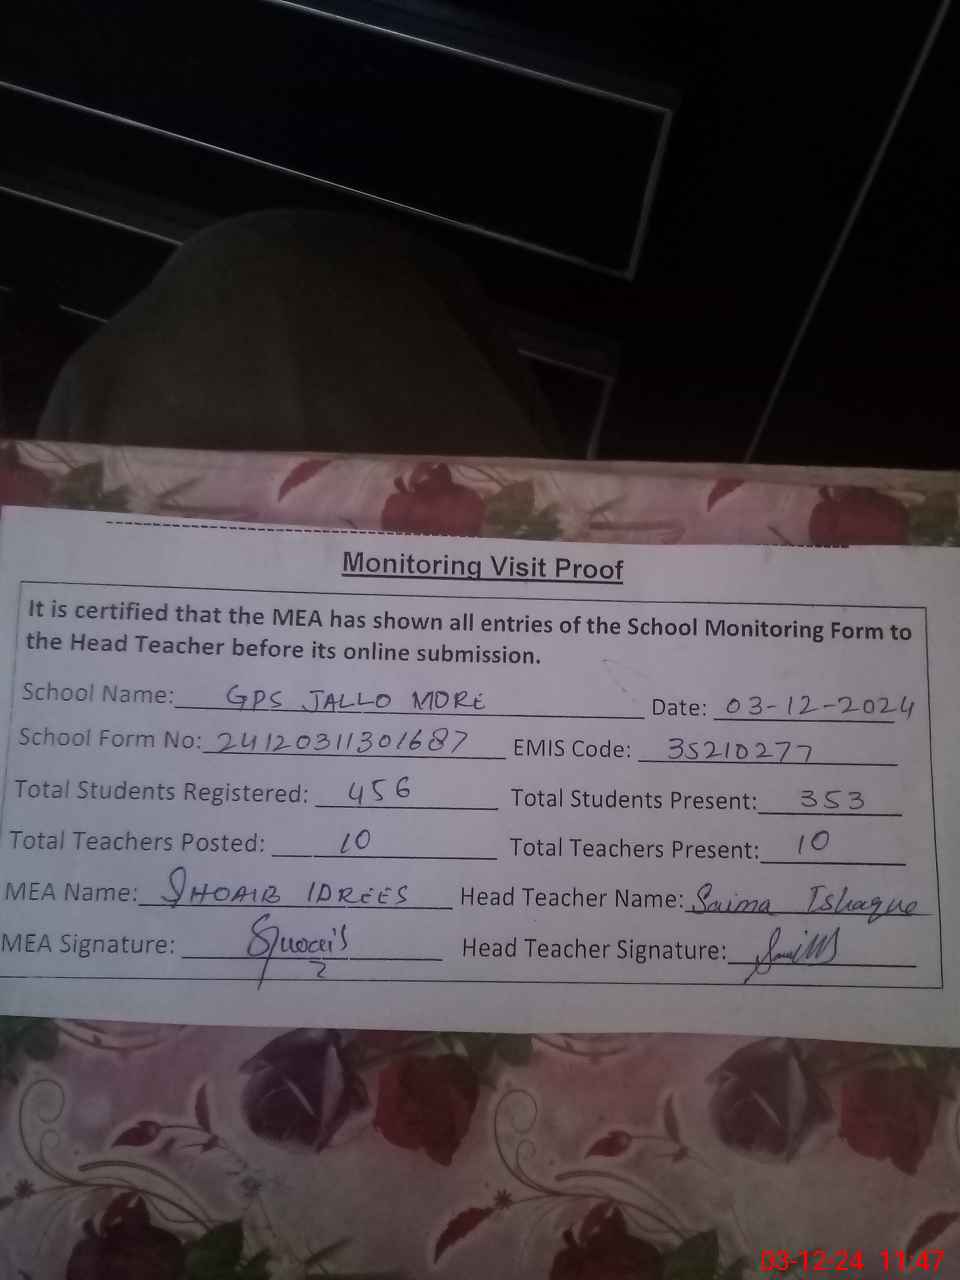 Monitoring Visit Proof
It is certified that the MEA has shown all entries of the School Monitoring Form to
the Head Teacher before its online submission.
School Name: GPS JALLO MORE Date: 03-12-2024
School Form No: 24120311301687 EMIS Code: 35210277
Total Students Registered: 456 Total Students Present: 353
Total Teachers Posted: 10 Total Teachers Present: 10
MEA Name: SHOAIB IDREES Head Teacher Name: Saima Ishaque
MEA Signature: Head Teacher Signature:
03-12-24 11:47